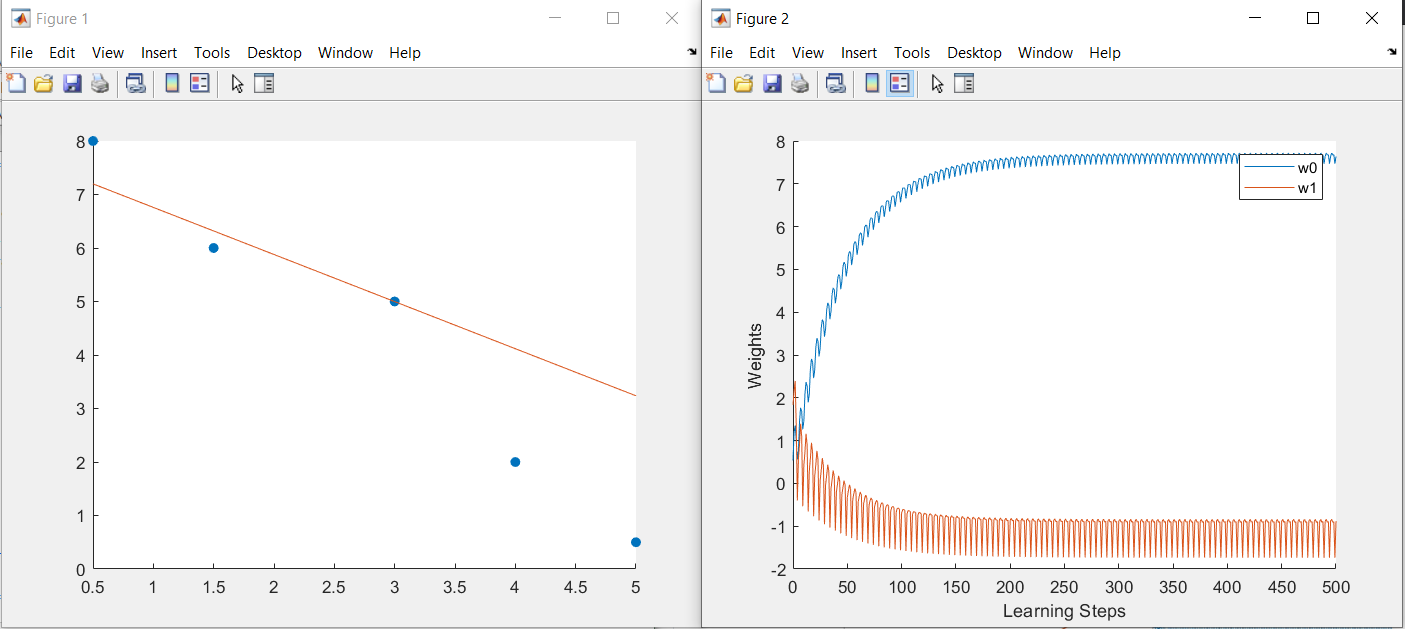 Figure 1
File Edit View Insert Tools Desktop Window Help
8
7
6
5
4
3
2
1
0
0.5 1 1.5 2 2.5 3 3.5 4 4.5 5
Figure 2
File Edit View Insert Tools Desktop Window Help
8
7
6
5
4
3
2
1
0
-1
-2
Weights
w0
w1
0 50 100 150 200 250 300 350 400 450 500
Learning Steps